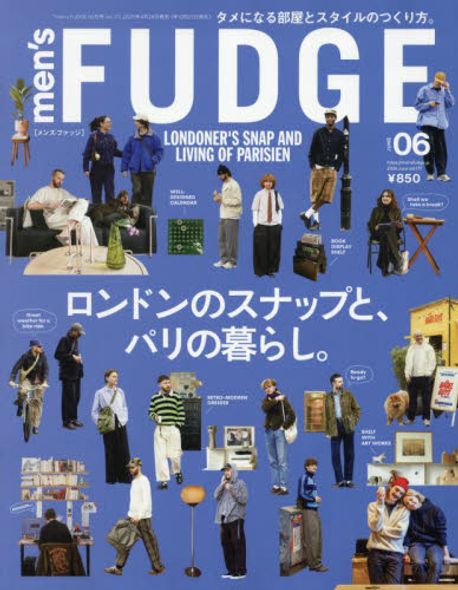 タメになる部屋とスタイルのつくり方。
men's FUDGE
[メンズ・ファッジ]
LONDONER'S SNAP AND
LIVING OF PARISIEN
JUNE 06
¥850
WELL-
DESIGNED
CALENDAR
Shall we
take a break?
BOOK
DISPLAY
SHELF
ロンドンのスナップと、
パリの暮らし。
Great
weather for a
bike ride.
Ready
to go?
RETRO-MODERN
DRESSER
SHELF
WITH
ART WORKS